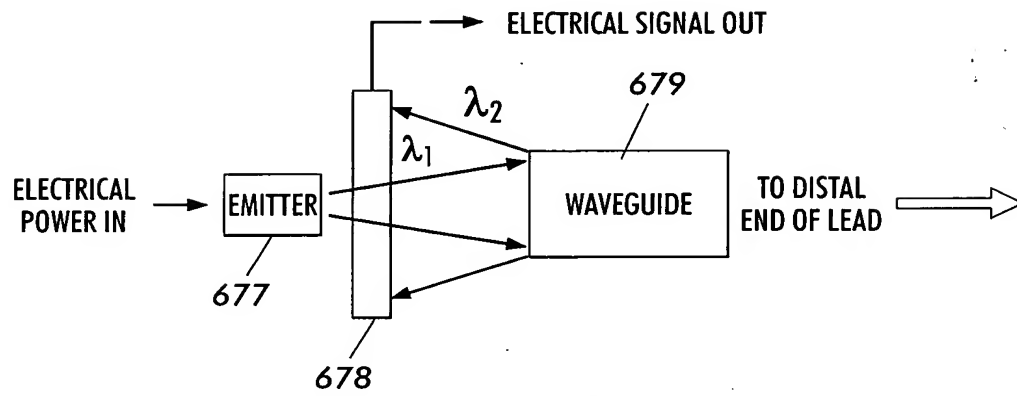 ELECTRICAL SIGNAL OUT
679
λ2
λ1
ELECTRICAL
POWER IN
EMITTER
WAVEGUIDE
TO DISTAL
END OF LEAD
677
678